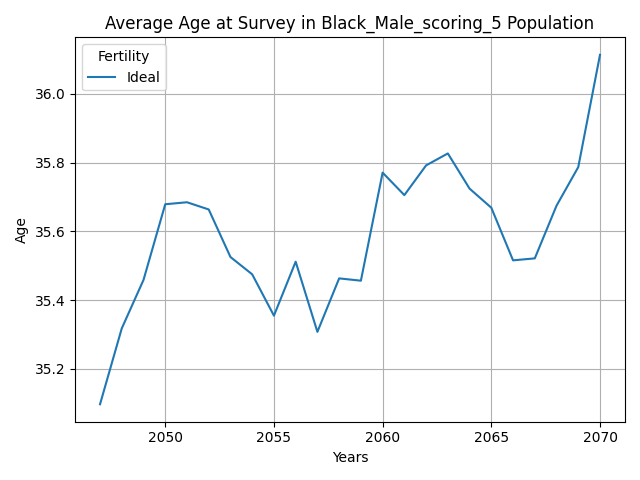 Average Age at Survey in Black_Male_scoring_5 Population
Fertility
Ideal
Age
36.0
35.8
35.6
35.4
35.2
2050 2055 2060 2065 2070
Years